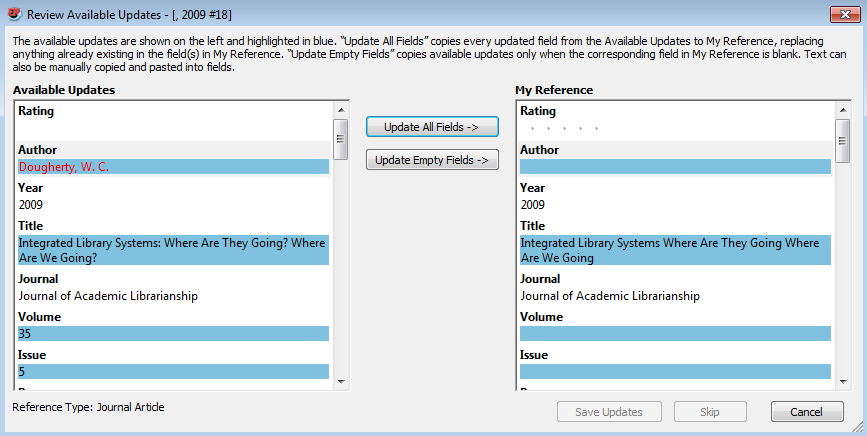 Review Available Updates - [, 2009 #18]
The available updates are shown on the left and highlighted in blue. "Update All Fields" copies every updated field from the Available Updates to My Reference, replacing
anything already existing in the field(s) in My Reference. "Update Empty Fields" copies available updates only when the corresponding field in My Reference is blank. Text can
also be manually copied and pasted into fields.
Available Updates
Rating
Author
Dougherty, W. C.
Year
2009
Title
Integrated Library Systems: Where Are They Going? Where
Are We Going?
Journal
Journal of Academic Librarianship
Volume
35
Issue
5
Update All Fields ->
Update Empty Fields ->
My Reference
Rating
Author
Year
2009
Title
Integrated Library Systems Where Are They Going Where
Are We Going
Journal
Journal of Academic Librarianship
Volume
Issue
Reference Type: Journal Article
Save Updates
Skip
Cancel